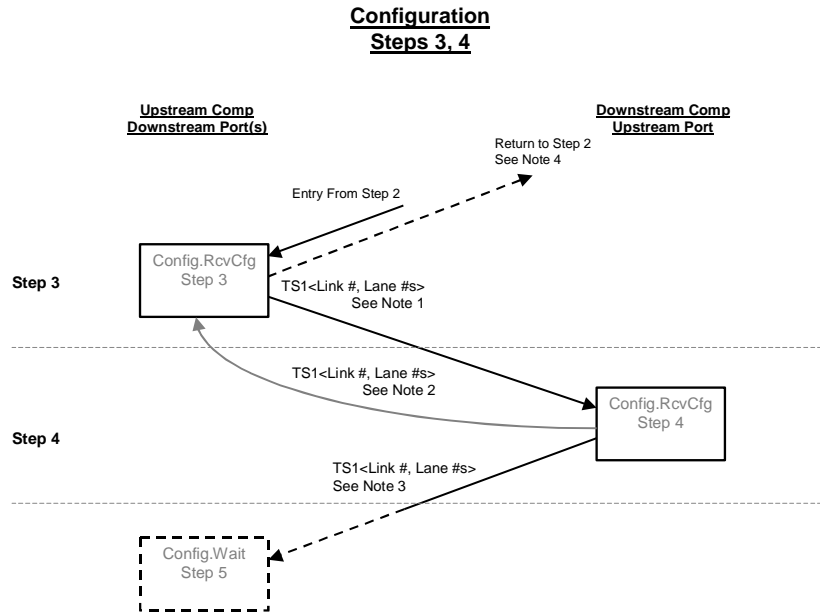 Configuration
Steps 3, 4
Upstream Comp
Downstream Port(s)
Downstream Comp
Upstream Port
Return to Step 2
See Note 4
Entry From Step 2
Config.RcvCfg
Step 3
Step 3
TS1<Link #, Lane #s>
See Note 1
TS1<Link #, Lane #s>
See Note 2
Config.RcvCfg
Step 4
Step 4
TS1<Link #, Lane #s>
See Note 3
Config.Wait
Step 5